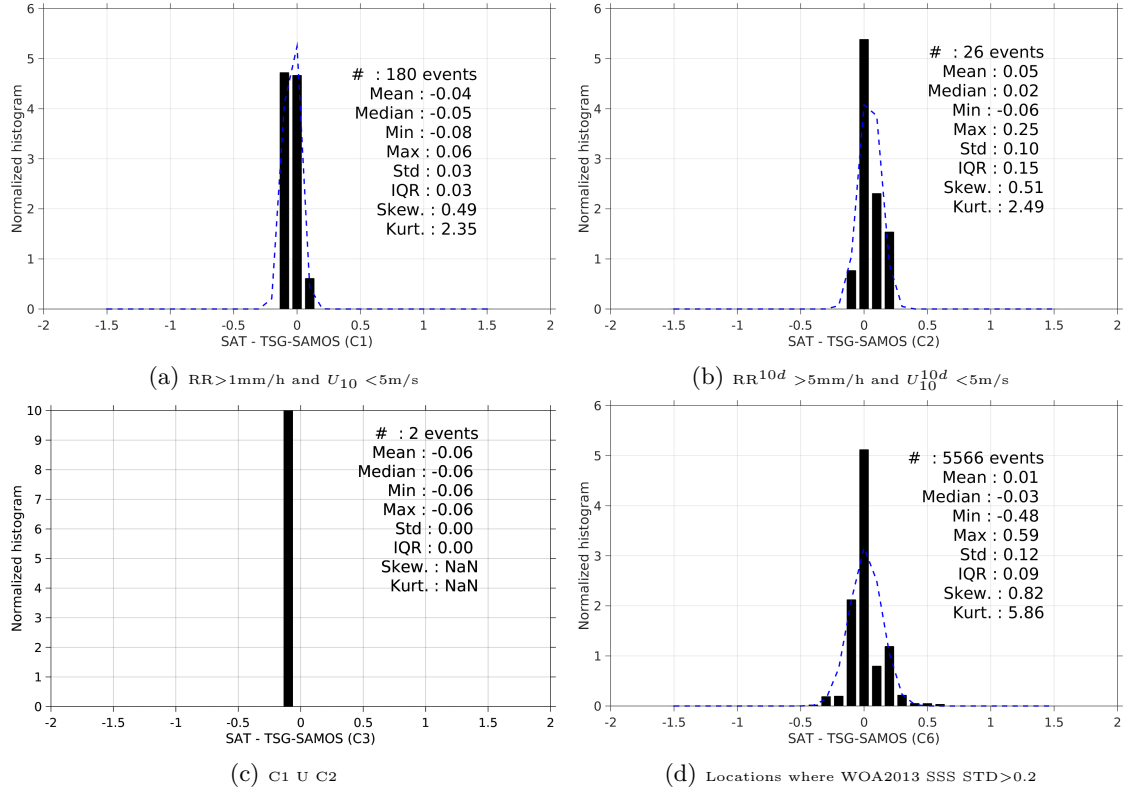 6
5
4
3
2
1
0
Normalized histogram
# : 180 events
Mean : -0.04
Median : -0.05
Min : -0.08
Max : 0.06
Std : 0.03
IQR : 0.03
Skew. : 0.49
Kurt. : 2.35
-2 -1.5 -1 -0.5 0 0.5 1 1.5 2
SAT - TSG-SAMOS (C1)
(a) RR>1mm/h and U10 <5m/s
6
5
4
3
2
1
0
Normalized histogram
# : 26 events
Mean : 0.05
Median : 0.02
Min : -0.06
Max : 0.25
Std : 0.10
IQR : 0.15
Skew. : 0.51
Kurt. : 2.49
-2 -1.5 -1 -0.5 0 0.5 1 1.5 2
SAT - TSG-SAMOS (C2)
(b) RR^10d >5mm/h and U_10^10d <5m/s
10
9
8
7
6
5
4
3
2
1
0
Normalized histogram
# : 2 events
Mean : -0.06
Median : -0.06
Min : -0.06
Max : -0.06
Std : 0.00
IQR : 0.00
Skew. : NaN
Kurt. : NaN
-2 -1.5 -1 -0.5 0 0.5 1 1.5 2
SAT - TSG-SAMOS (C3)
(c) C1 U C2
6
5
4
3
2
1
0
Normalized histogram
# : 5566 events
Mean : 0.01
Median : -0.03
Min : -0.48
Max : 0.59
Std : 0.12
IQR : 0.09
Skew. : 0.82
Kurt. : 5.86
-2 -1.5 -1 -0.5 0 0.5 1 1.5 2
SAT - TSG-SAMOS (C6)
(d) Locations where WOA2013 SSS STD>0.2